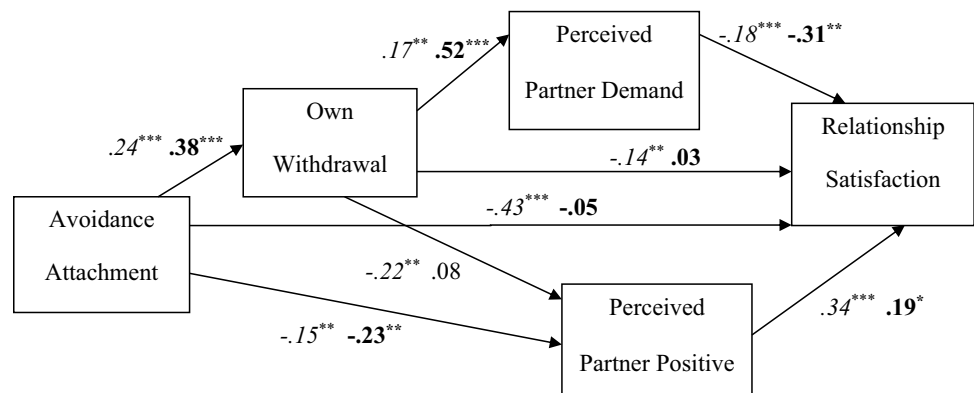 Perceived
Partner Demand
.17** .52***
-.18*** -.31**
Own
Withdrawal
.24*** .38***
Relationship
Satisfaction
-.14** .03
Avoidance
Attachment
-.43*** -.05
-.22** .08
Perceived
Partner Positive
-.15** -.23**
.34*** .19*